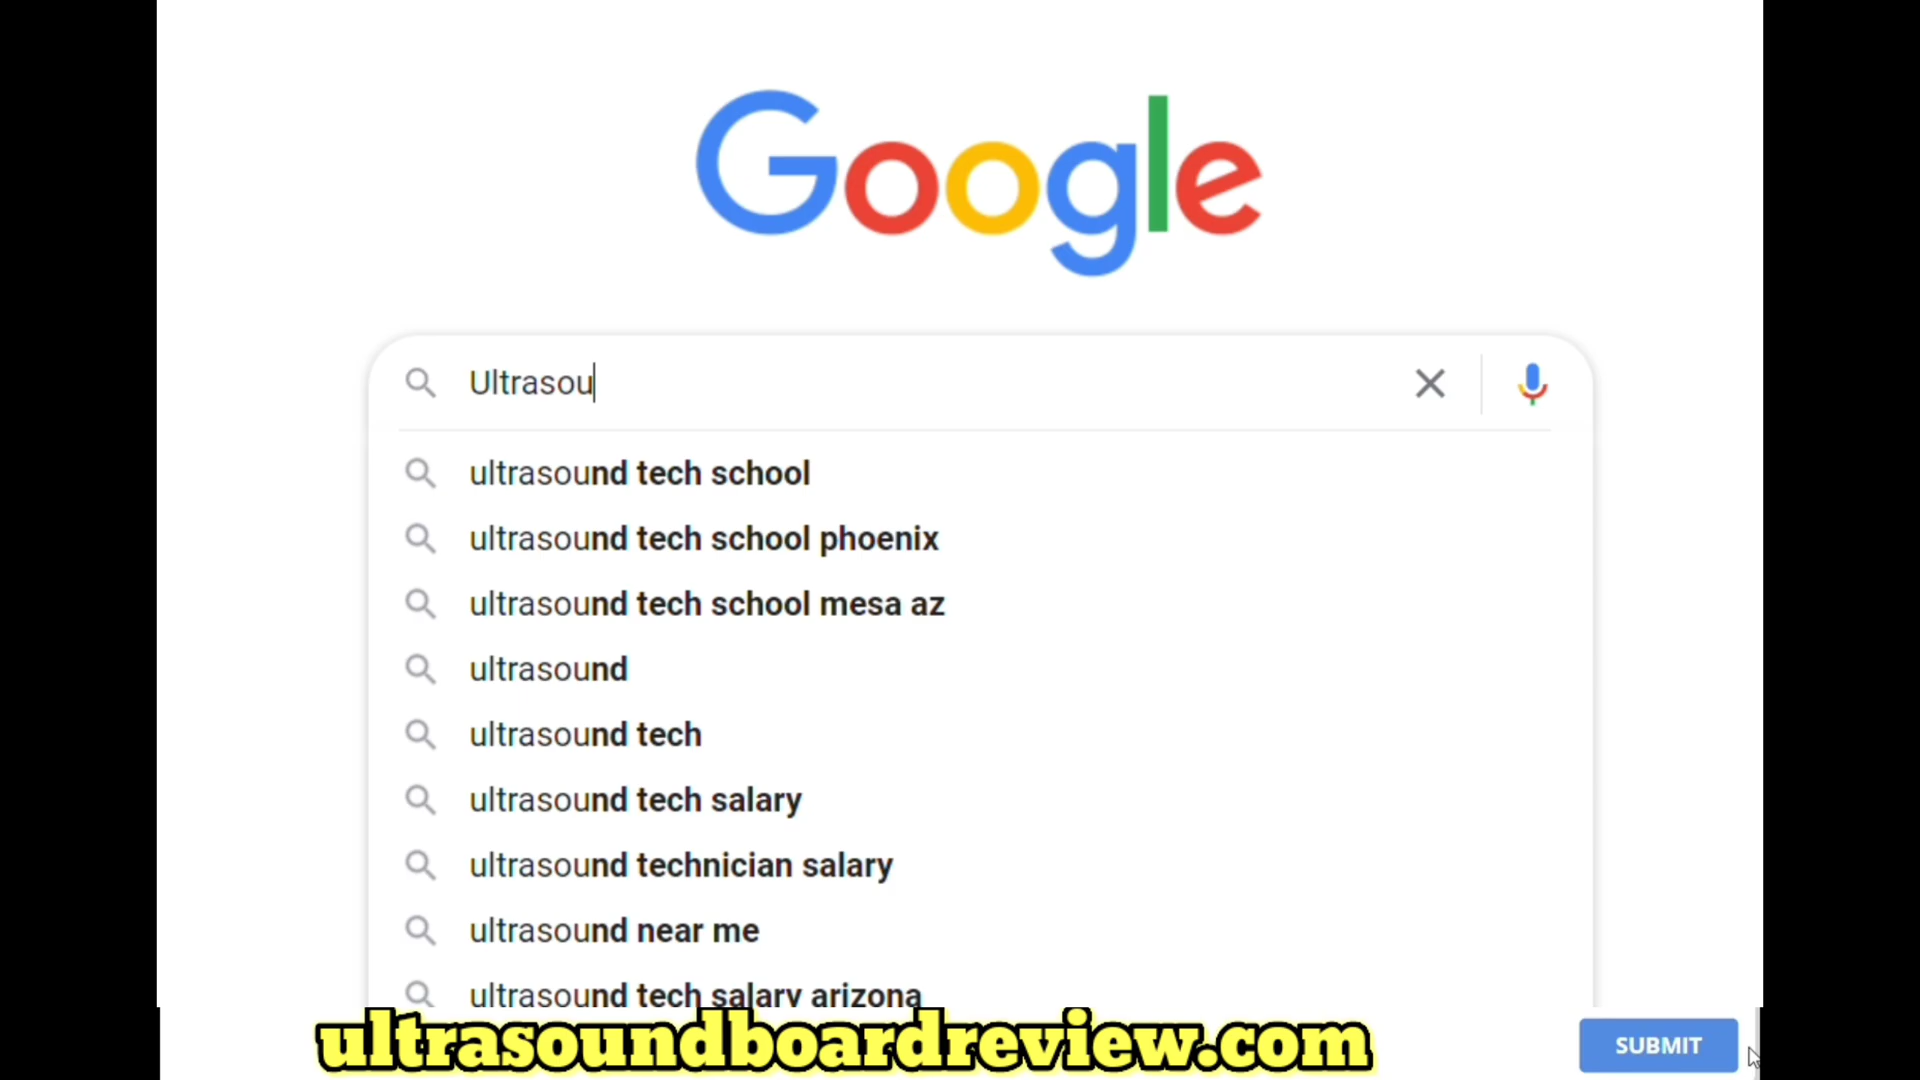 Google
Ultrasou
ultrasound tech school
ultrasound tech school phoenix
ultrasound tech school mesa az
ultrasound
ultrasound tech
ultrasound tech salary
ultrasound technician salary
ultrasound near me
ultrasound tech salary arizona
ultrasoundboardreview.com
SUBMIT